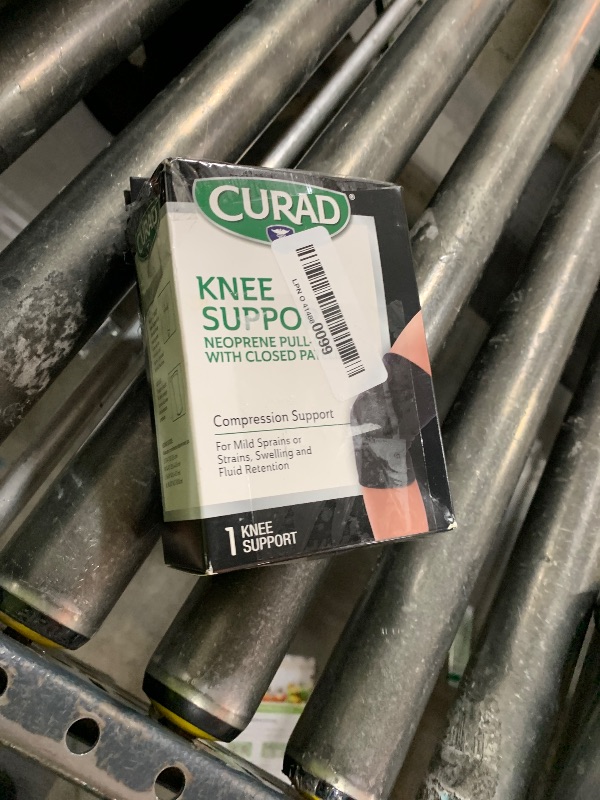 CURAD®
CURAD
KNEE
SUPPO
NEOPRENE PULL-
WITH CLOSED PA
Compression Support
For Mild Sprains or
Strains, Swelling and
Fluid Retention
1 KNEE
SUPPORT